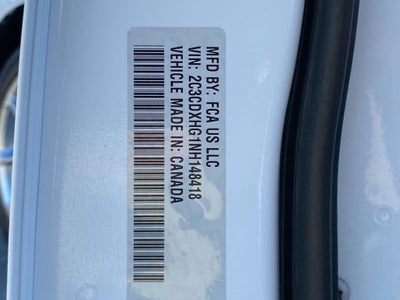 MFD BY: FCA US LLC
VIN: 2C3CDXHG1NH148418
VEHICLE MADE IN: CANADA